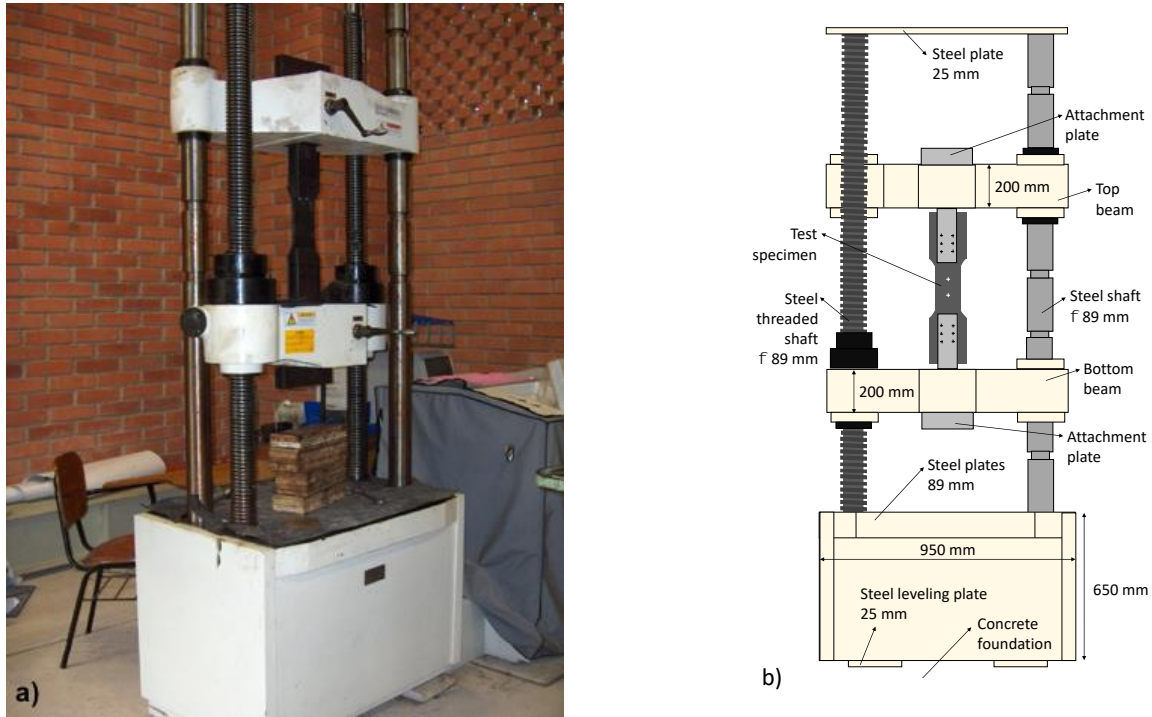 Steel plate
25 mm
Attachment
plate
200 mm
Top
beam
Test
specimen
Steel
threaded
shaft
f 89 mm
Steel shaft
f 89 mm
Bottom
beam
200 mm
Attachment
plate
Steel plates
89 mm
950 mm
650 mm
Steel leveling plate
25 mm
Concrete
foundation
a)
b)